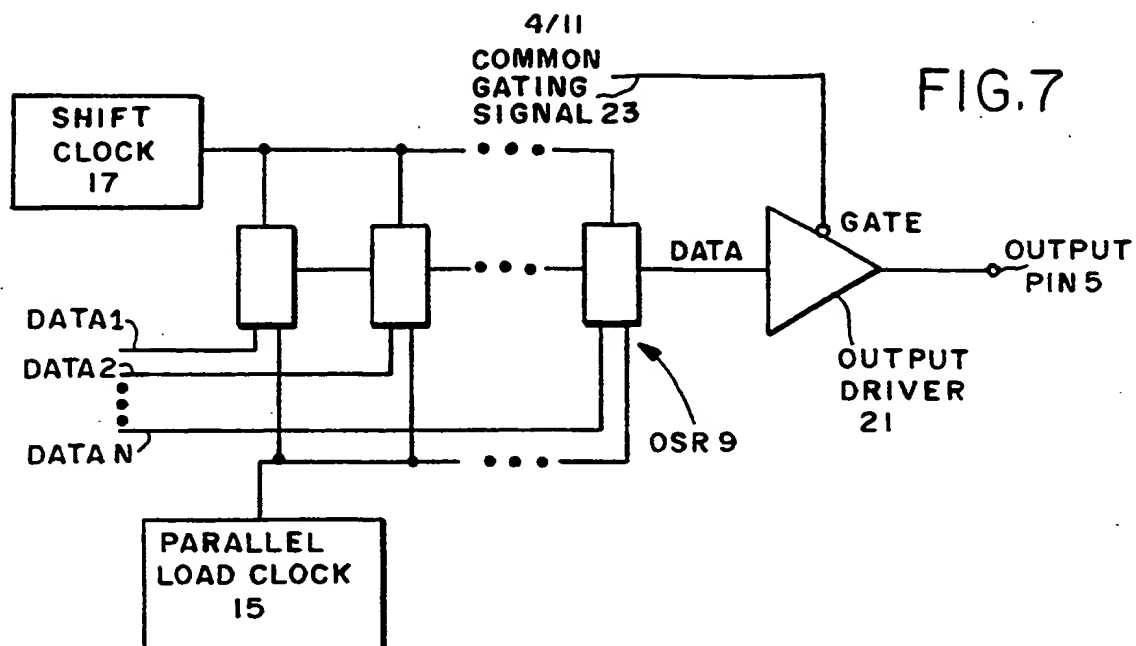 4/11
COMMON
GATING
SIGNAL 23
FIG.7
SHIFT
CLOCK
17
GATE
DATA
OUTPUT
PIN 5
DATA1
DATA2
DATA N
OUTPUT
DRIVER
21
OSR 9
PARALLEL
LOAD CLOCK
15